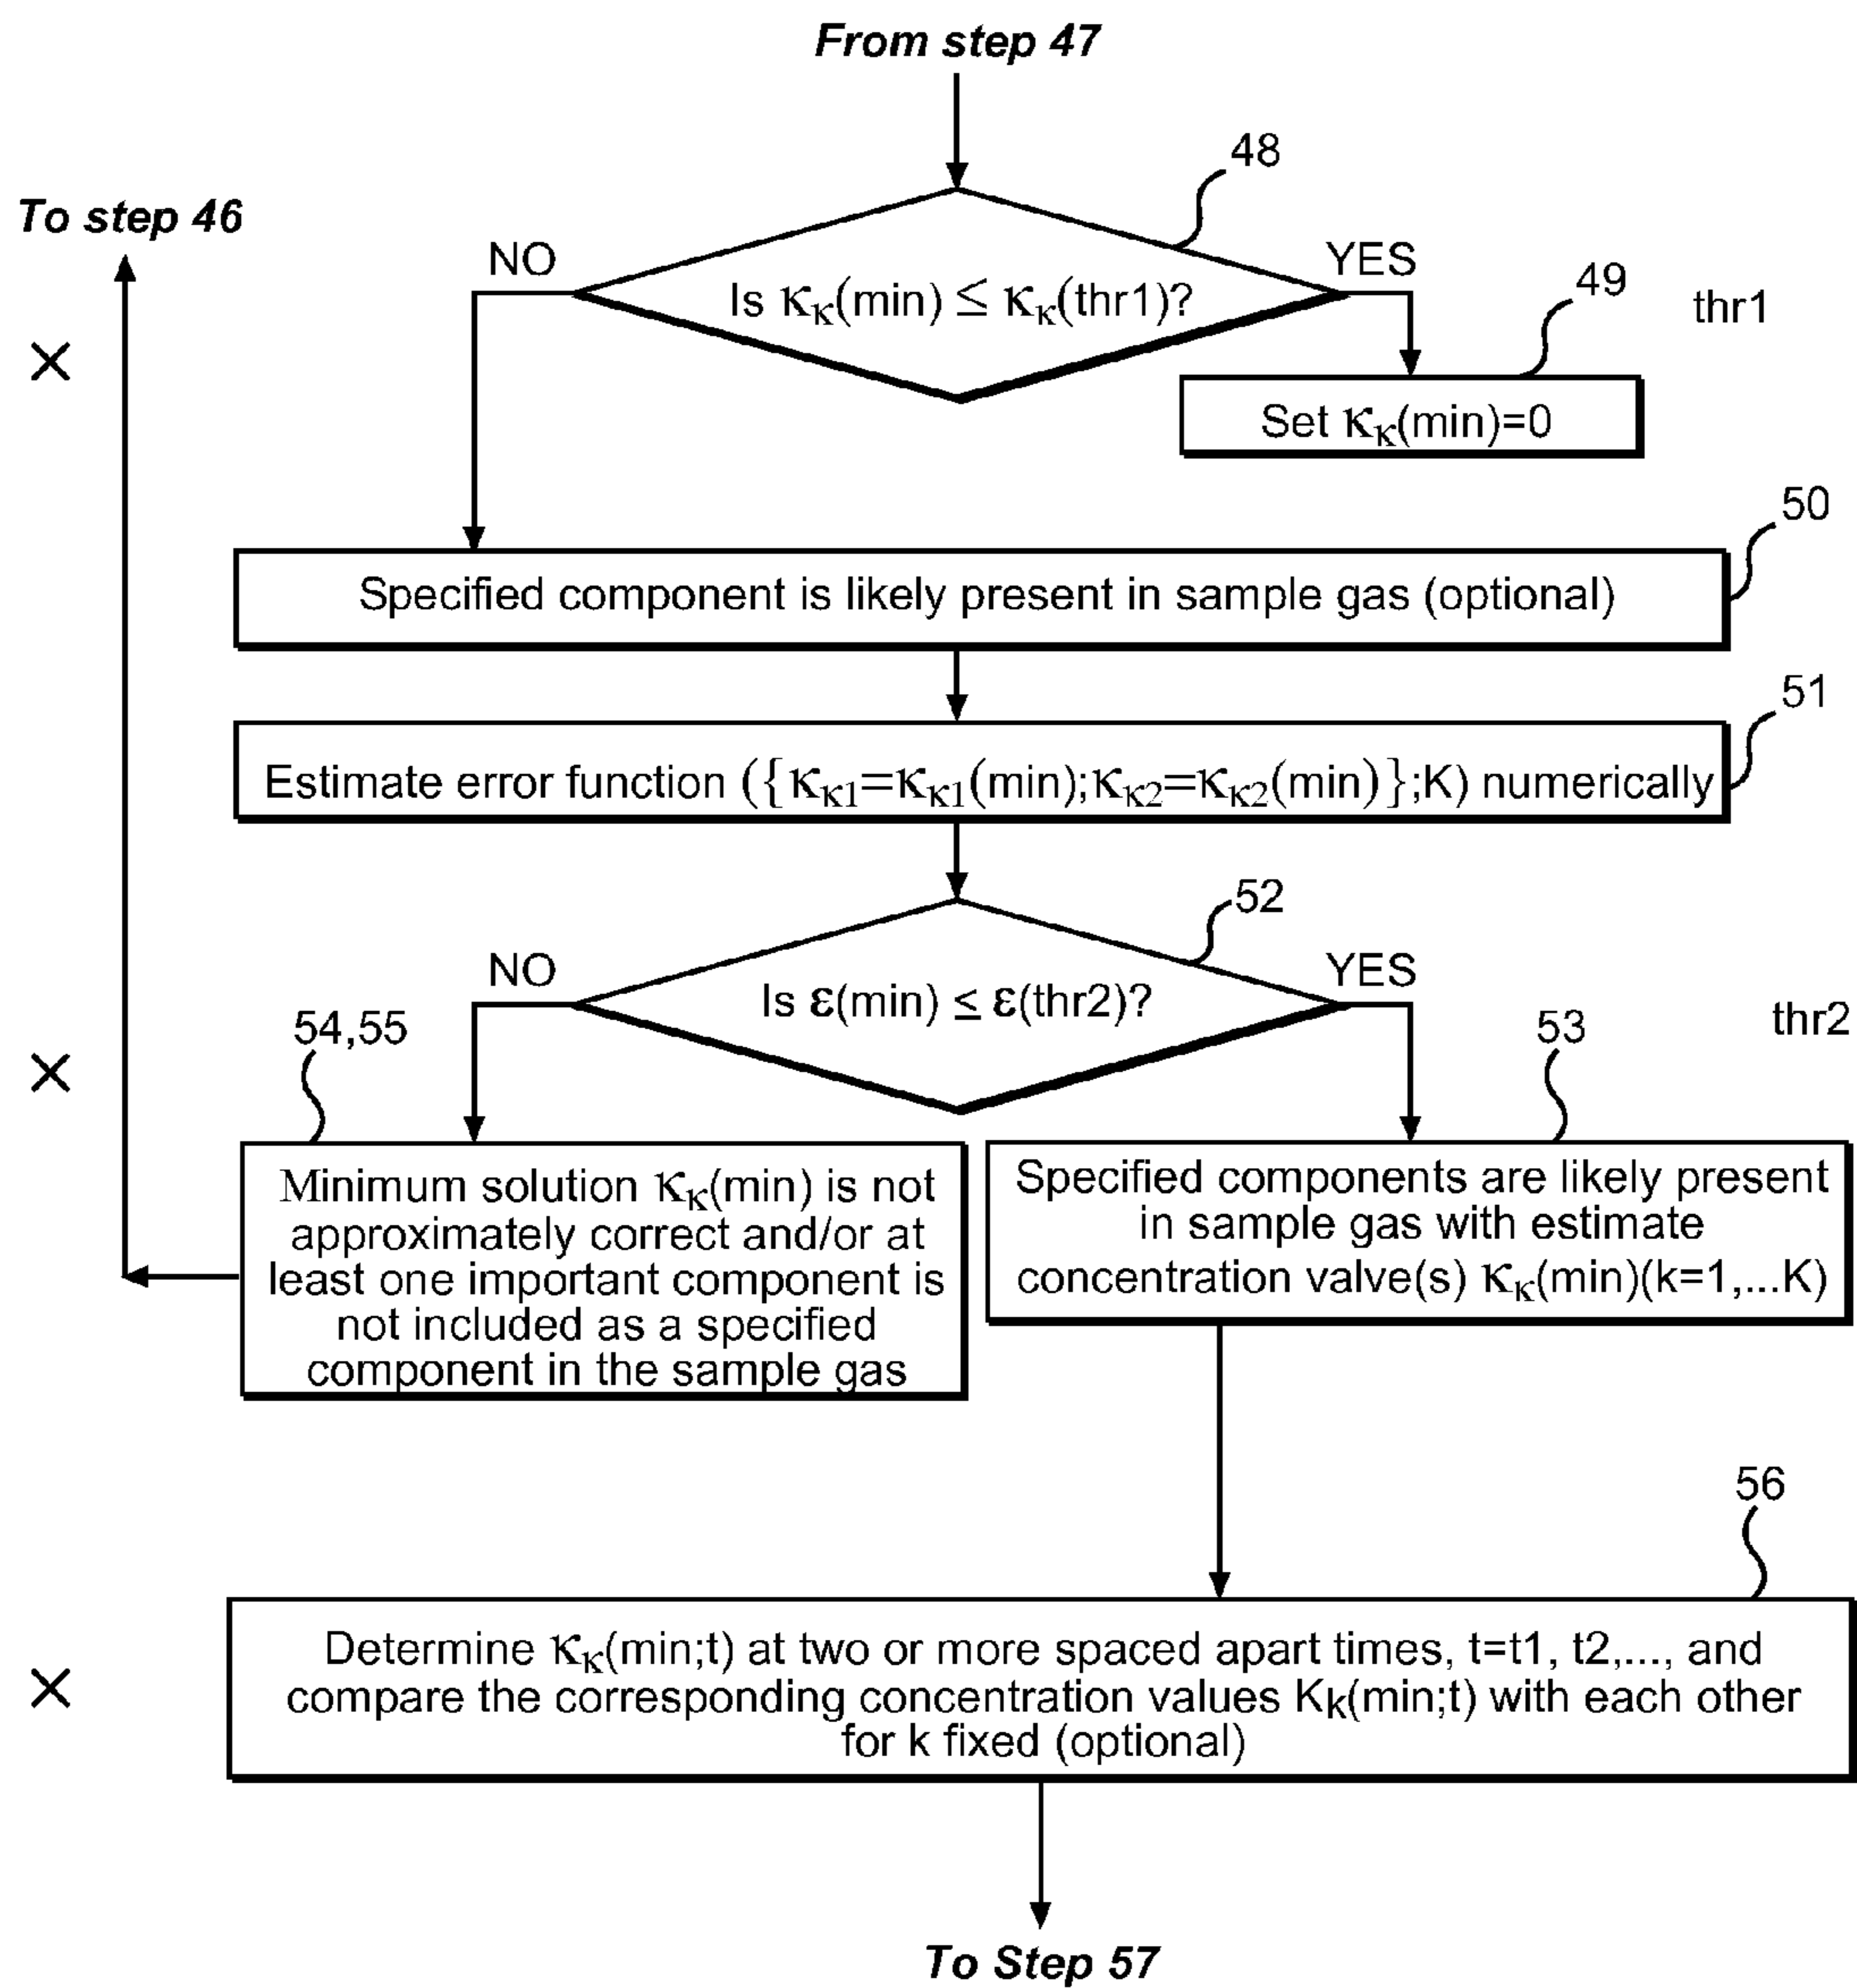 From step 47
48
To step 46
NO
YES
Is κκ(min) ≤ κκ(thr1)?
49
thr1
×
Set κκ(min)=0
50
Specified component is likely present in sample gas (optional)
51
Estimate error function ({κκ1=κκ1(min);κκ2=κκ2(min)};K) numerically
52
NO
YES
Is ε(min) ≤ ε(thr2)?
54,55
53
thr2
×
Minimum solution κκ(min) is not
approximately correct and/or at
least one important component is
not included as a specified
component in the sample gas
Specified components are likely present
in sample gas with estimate
concentration valve(s) κκ(min)(k=1,...K)
56
×
Determine κκ(min;t) at two or more spaced apart times, t=t1, t2,..., and
compare the corresponding concentration values Kk(min;t) with each other
for k fixed (optional)
To Step 57